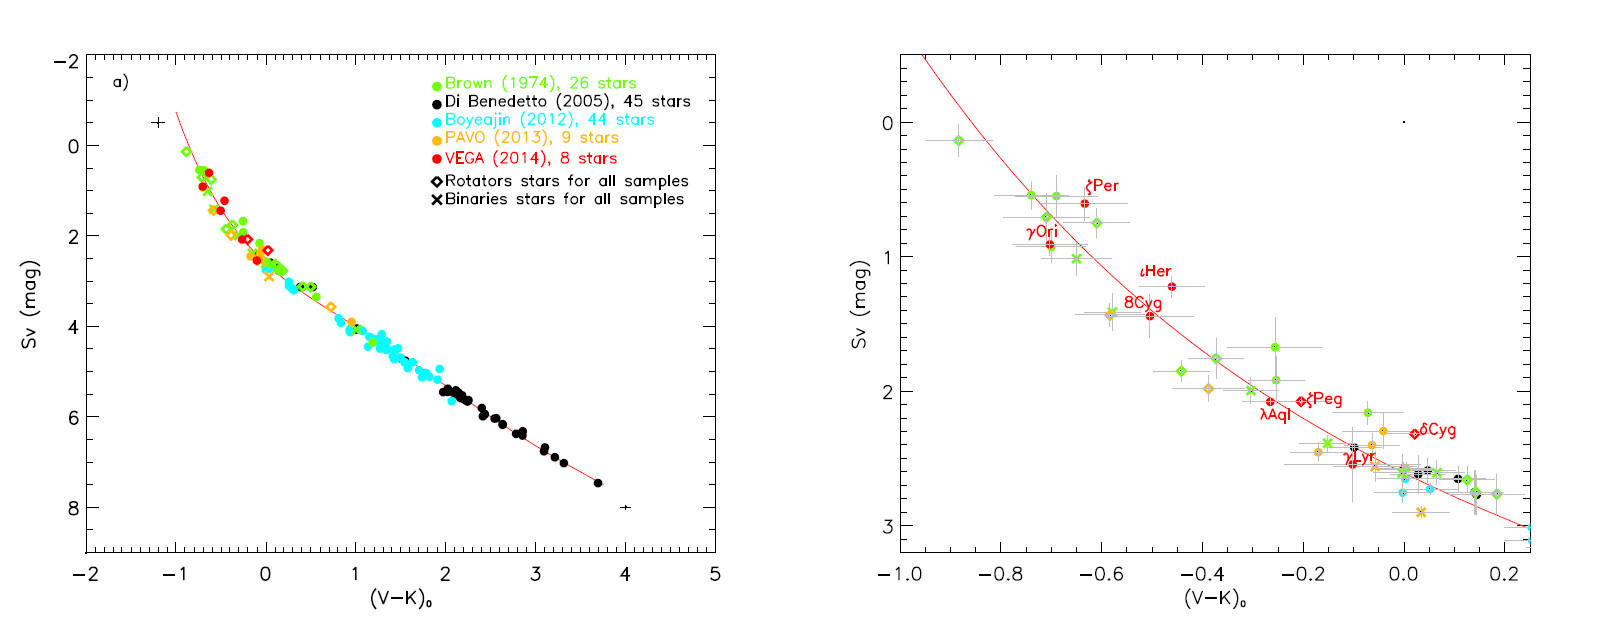 a)
Brown (1974), 26 stars
Di Benedetto (2005), 45 stars
Boyeajin (2012), 44 stars
PAVO (2013), 9 stars
VEGA (2014), 8 stars
Rotators stars for all samples
Binaries stars for all samples
−2
0
2
4
6
8
Sv (mag)
−2 −1 0 1 2 3 4 5
(V−K)₀
0
1
2
3
Sv (mag)
ζPer
γOri
ιHer
8Cyg
ζPeg
λAql
δCyg
γLyr
−1.0 −0.8 −0.6 −0.4 −0.2 0.0 0.2
(V−K)₀